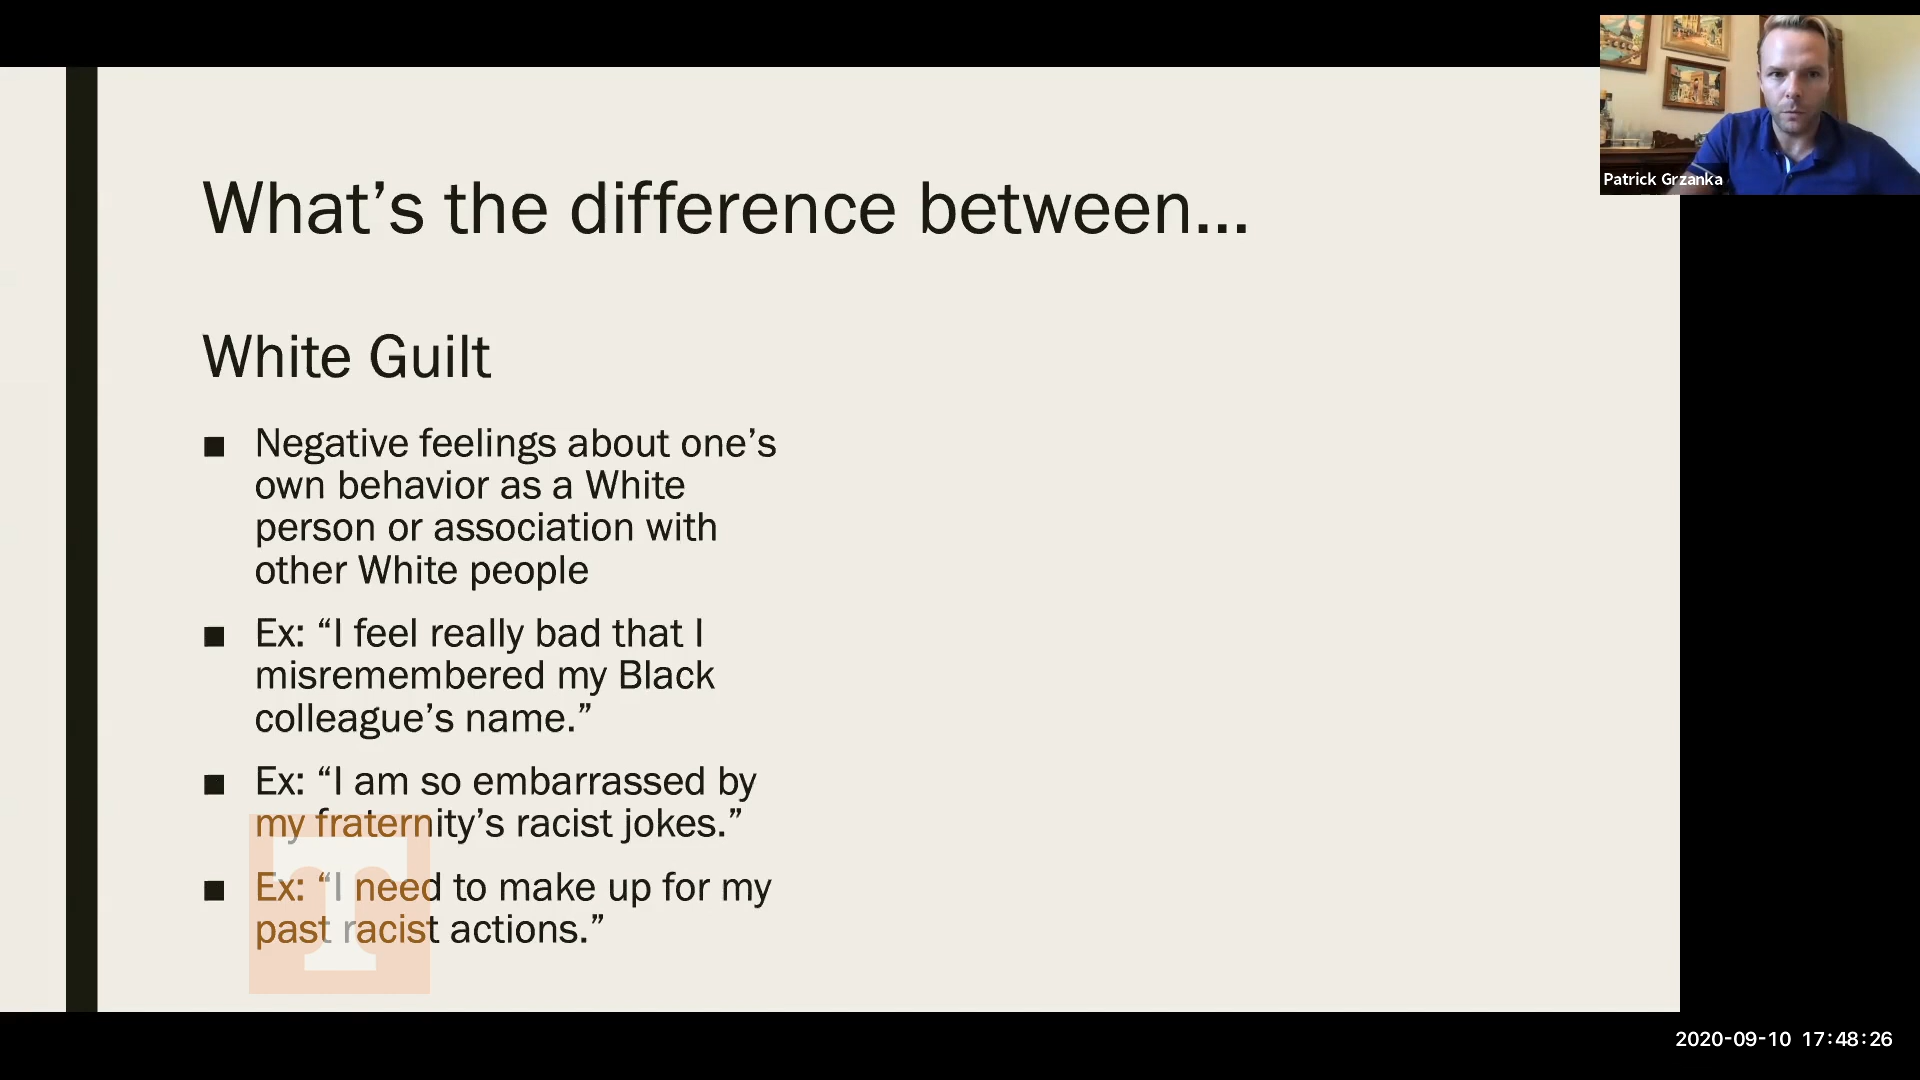 What’s the difference between...
White Guilt
■ Negative feelings about one’s
own behavior as a White
person or association with
other White people
■ Ex: “I feel really bad that I
misremembered my Black
colleague’s name.”
■ Ex: “I am so embarrassed by
my fraternity’s racist jokes.”
■ Ex: “I need to make up for my
past racist actions.”
T
Patrick Grzanka
2020-09-10 17:48:26